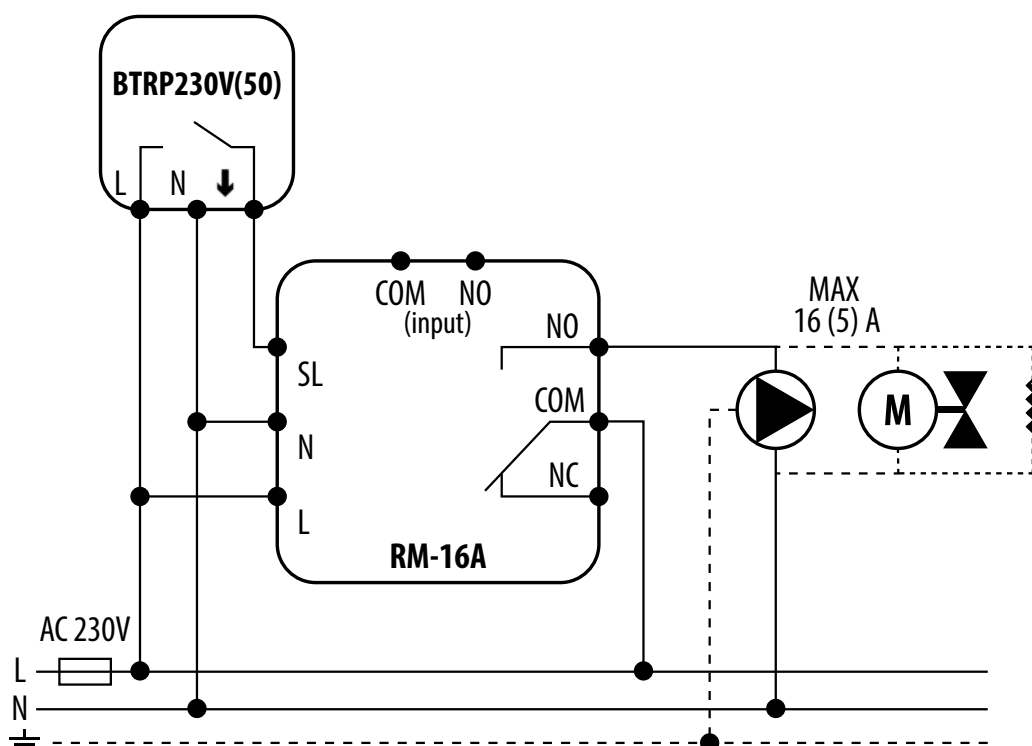 BTRP230V(50)
L N
COM NO
(input)
NO
MAX
16 (5) A
SL
COM
M
N
NC
L
RM-16A
AC 230V
L
N